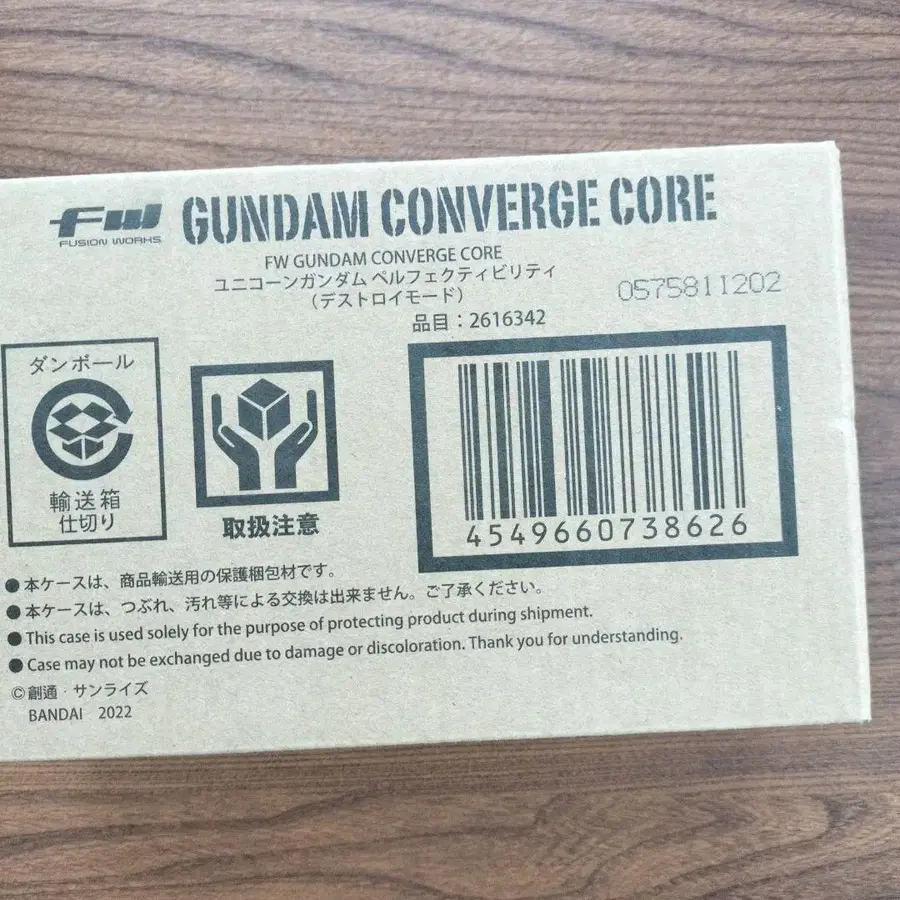 FW GUNDAM CONVERGE CORE
FUSION WORKS
FW GUNDAM CONVERGE CORE
ユニコーンガンダム ペルフェクティビリティ
(デストロイモード)
0575811202
品目:2616342
ダンボール
輸送箱
仕切り
取扱注意
4549660738626
●本ケースは、商品輸送用の保護梱包材です。
●本ケースは、つぶれ、汚れ等による交換は出来ません。ご了承ください。
●This case is used solely for the purpose of protecting product during shipment.
●Case may not be exchanged due to damage or discoloration. Thank you for understanding.
©創通・サンライズ
BANDAI 2022